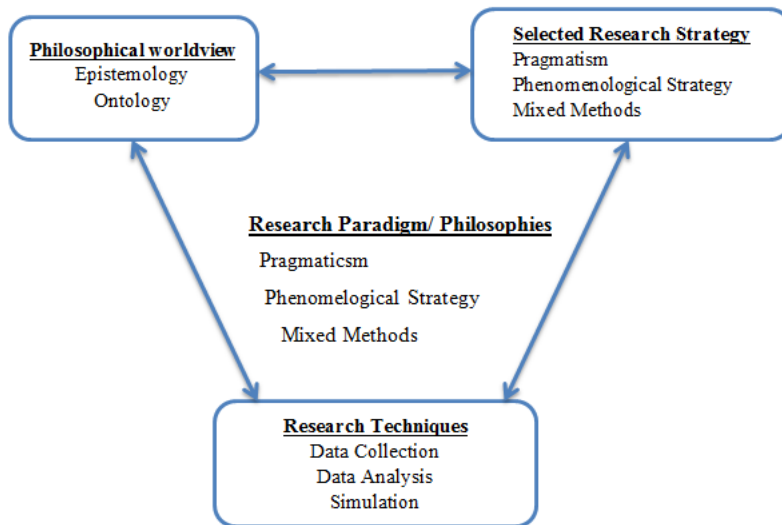 Philosophical worldview
Epistemology
Ontology
Selected Research Strategy
Pragmatism
Phenomenological Strategy
Mixed Methods
Research Paradigm/ Philosophies
Pragmaticsm
Phenomelogical Strategy
Mixed Methods
Research Techniques
Data Collection
Data Analysis
Simulation